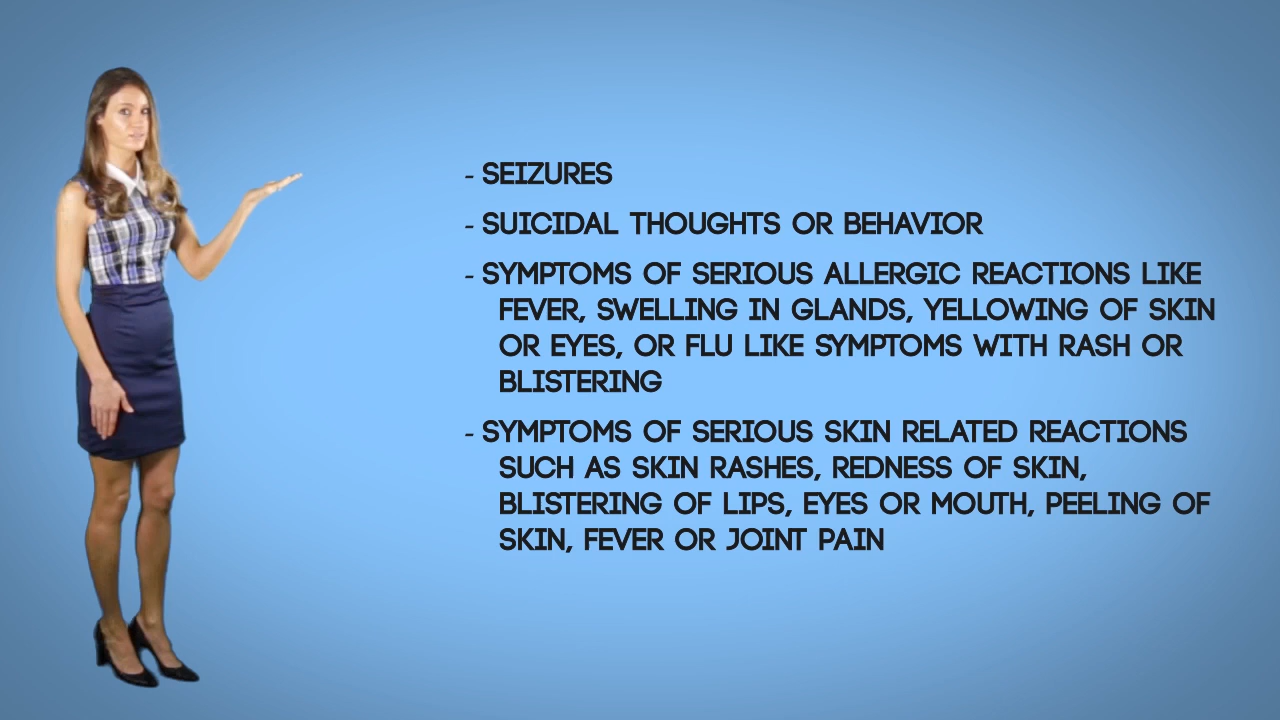 - SEIZURES
- SUICIDAL THOUGHTS OR BEHAVIOR
- SYMPTOMS OF SERIOUS ALLERGIC REACTIONS LIKE
FEVER, SWELLING IN GLANDS, YELLOWING OF SKIN
OR EYES, OR FLU LIKE SYMPTOMS WITH RASH OR
BLISTERING
- SYMPTOMS OF SERIOUS SKIN RELATED REACTIONS
SUCH AS SKIN RASHES, REDNESS OF SKIN,
BLISTERING OF LIPS, EYES OR MOUTH, PEELING OF
SKIN, FEVER OR JOINT PAIN